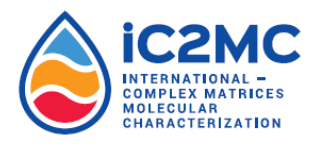 iC2MC
INTERNATIONAL –
COMPLEX MATRICES
MOLECULAR
CHARACTERIZATION